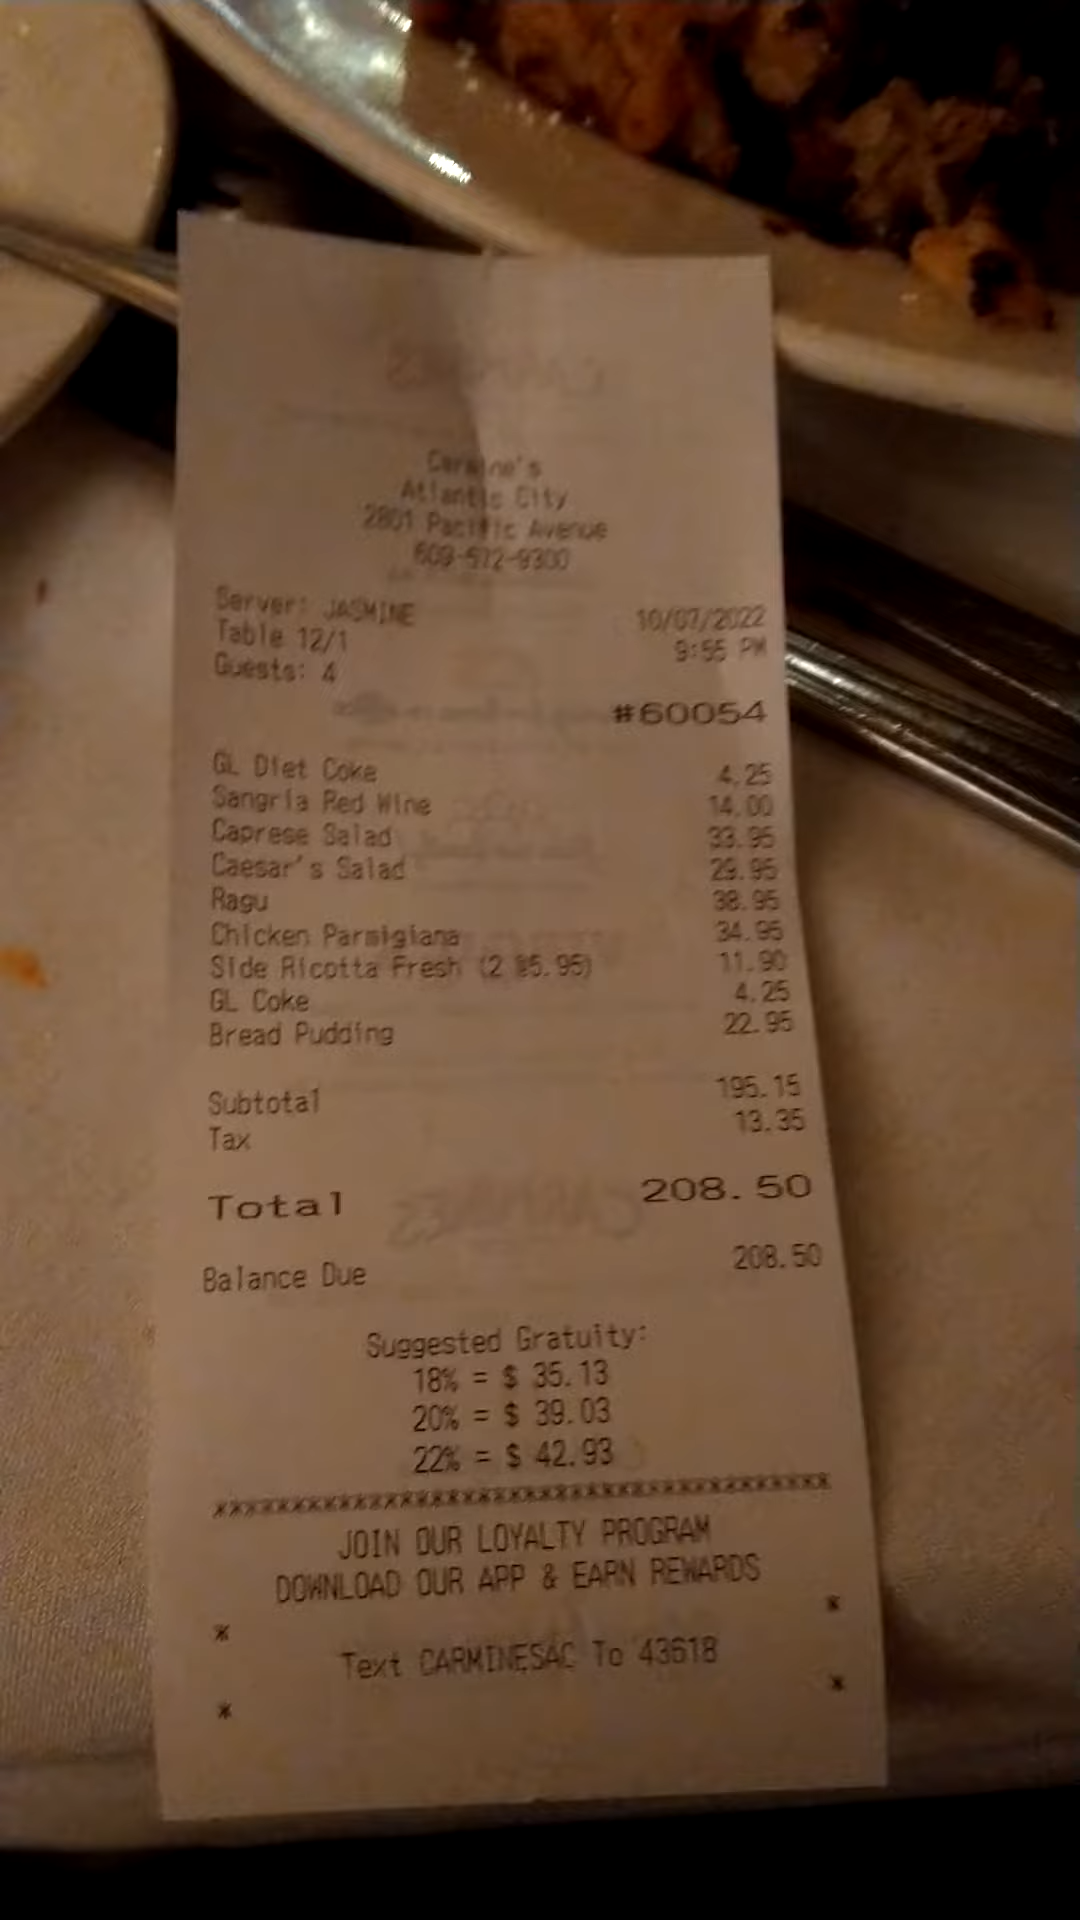 Carmine's
Atlantic City
2801 Pacific Avenue
609-572-9300
Server: JASMINE
10/07/2022
Table 12/1
9:55 PM
Guests: 4
#60054
GL Diet Coke 4.25
Sangria Red Wine 14.00
Caprese Salad 33.95
Caesar's Salad 29.95
Ragu 38.95
Chicken Parmigiana 34.95
Side Ricotta Fresh (2 @5.95) 11.90
GL Coke 4.25
Bread Pudding 22.95
Subtotal 195.15
Tax 13.35
Total 208.50
Balance Due 208.50
Suggested Gratuity:
18% = $ 35.13
20% = $ 39.03
22% = $ 42.93
****************************************
JOIN OUR LOYALTY PROGRAM
DOWNLOAD OUR APP & EARN REWARDS
* *
Text CARMINESAC To 43618
* *